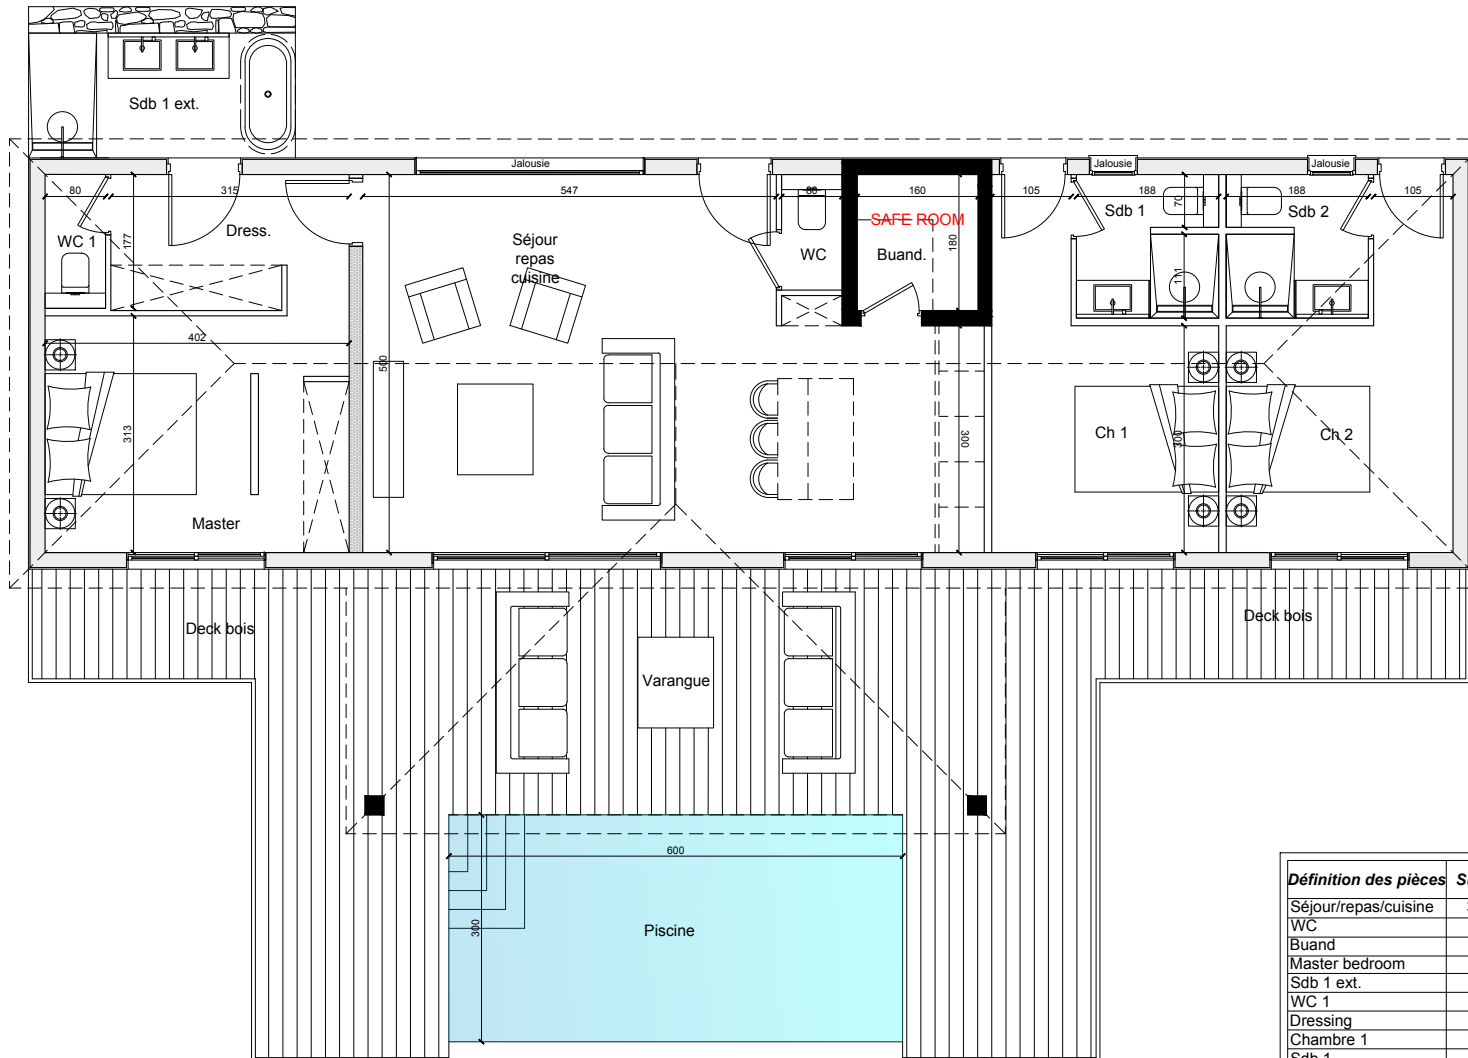 Sdb 1 ext.
Jalousie
Jalousie
Jalousie
80
315
547
80
160
105
188
188
105
WC 1
177
Dress.
Séjour
repas
cuisine
WC
SAFE ROOM
Buand.
180
Sdb 1
70
Sdb 2
111
402
500
313
300
Ch 1
300
Ch 2
Master
Deck bois
Deck bois
Varangue
600
300
Piscine
Définition des pièces
Séjour/repas/cuisine
WC
Buand
Master bedroom
Sdb 1 ext.
WC 1
Dressing
Chambre 1
Sdb 1